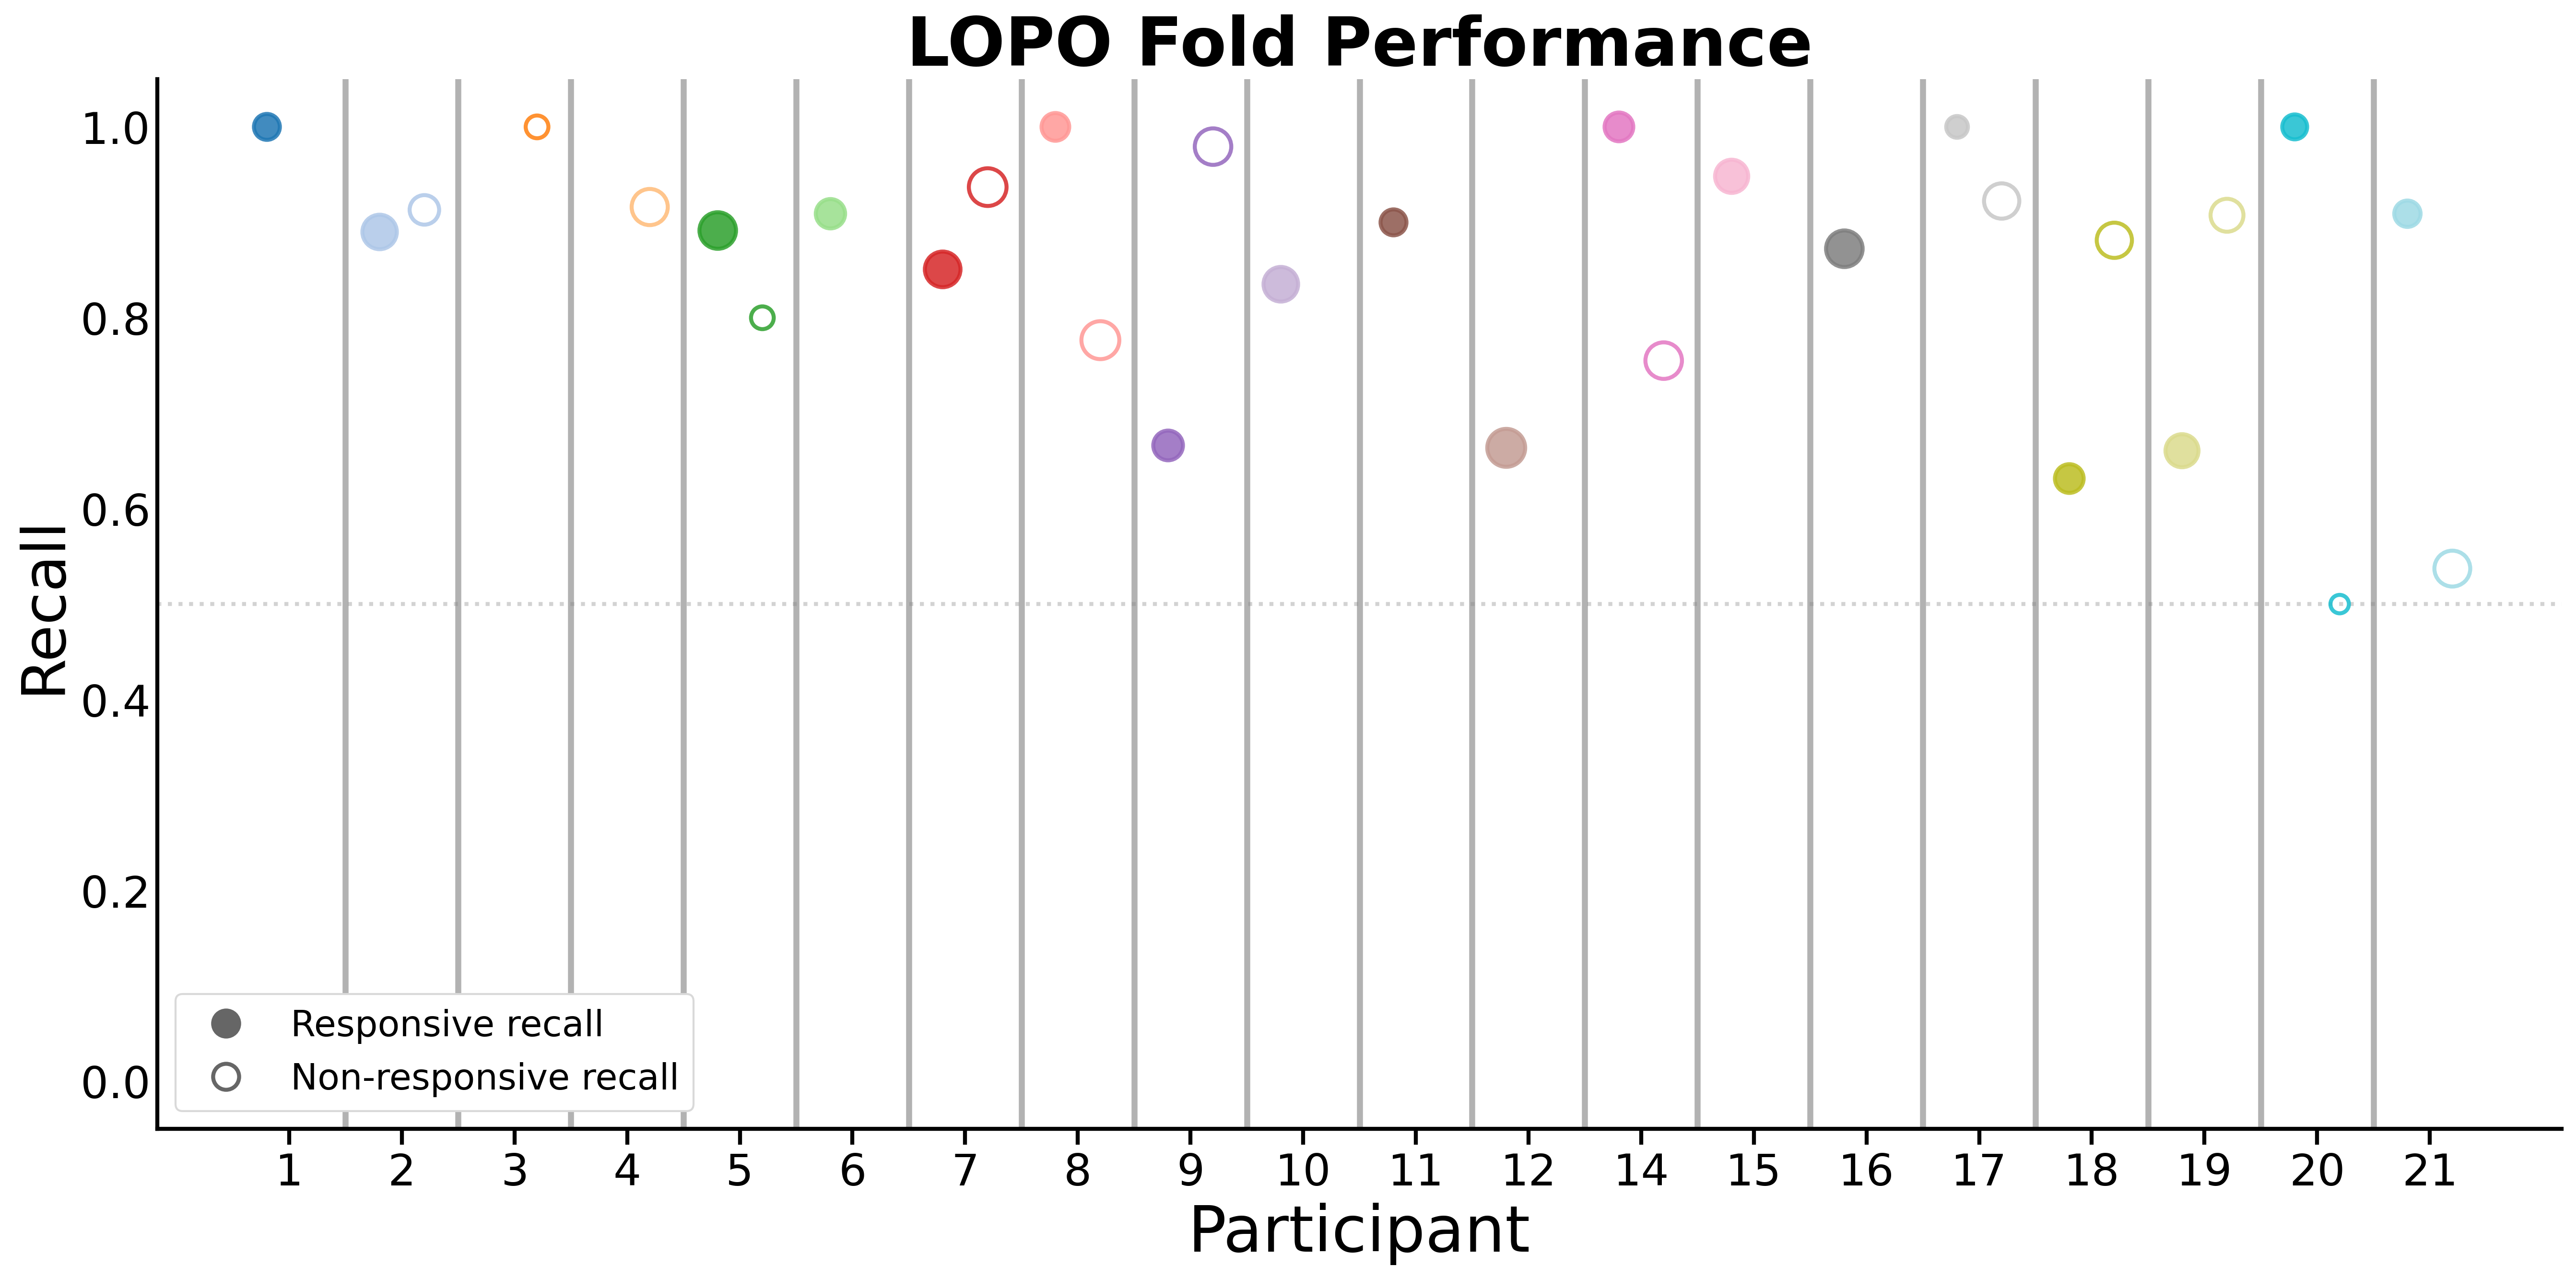 LOPO Fold Performance
1.0
0.8
0.6
0.4
0.2
0.0
Recall
Responsive recall
Non-responsive recall
1 2 3 4 5 6 7 8 9 10 11 12 14 15 16 17 18 19 20 21
Participant